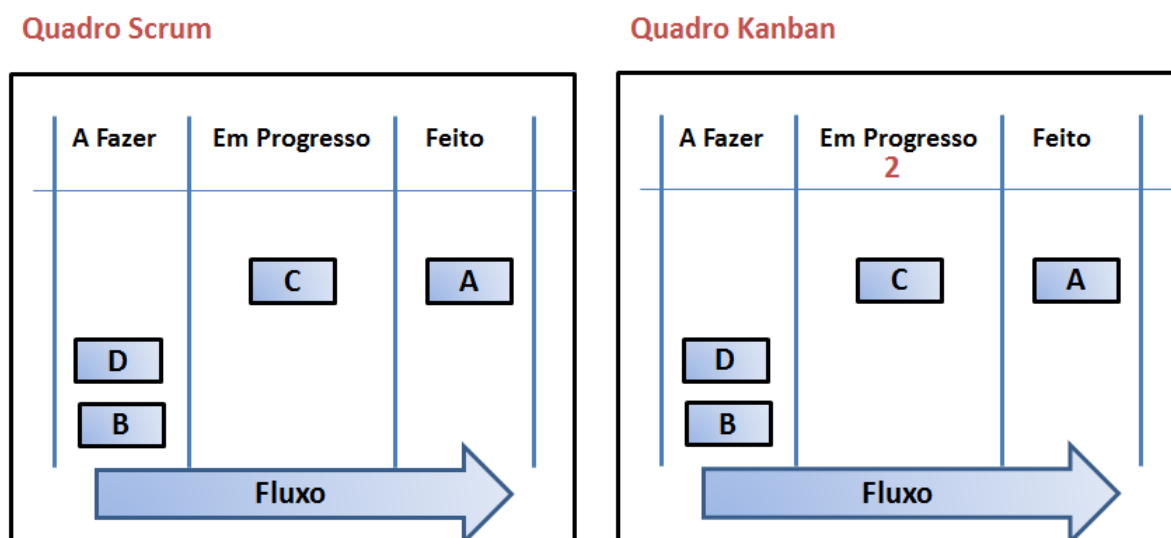 Quadro Scrum
A Fazer Em Progresso Feito
C A
D
B
Fluxo
Quadro Kanban
A Fazer Em Progresso Feito
2
C A
D
B
Fluxo